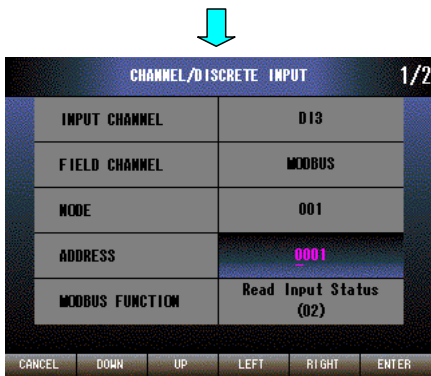 CHANNEL/DISCRETE INPUT 1/2
INPUT CHANNEL DI3
FIELD CHANNEL MODBUS
NODE 001
ADDRESS 0001
MODBUS FUNCTION Read Input Status
(02)
CANCEL DOWN UP LEFT RIGHT ENTER